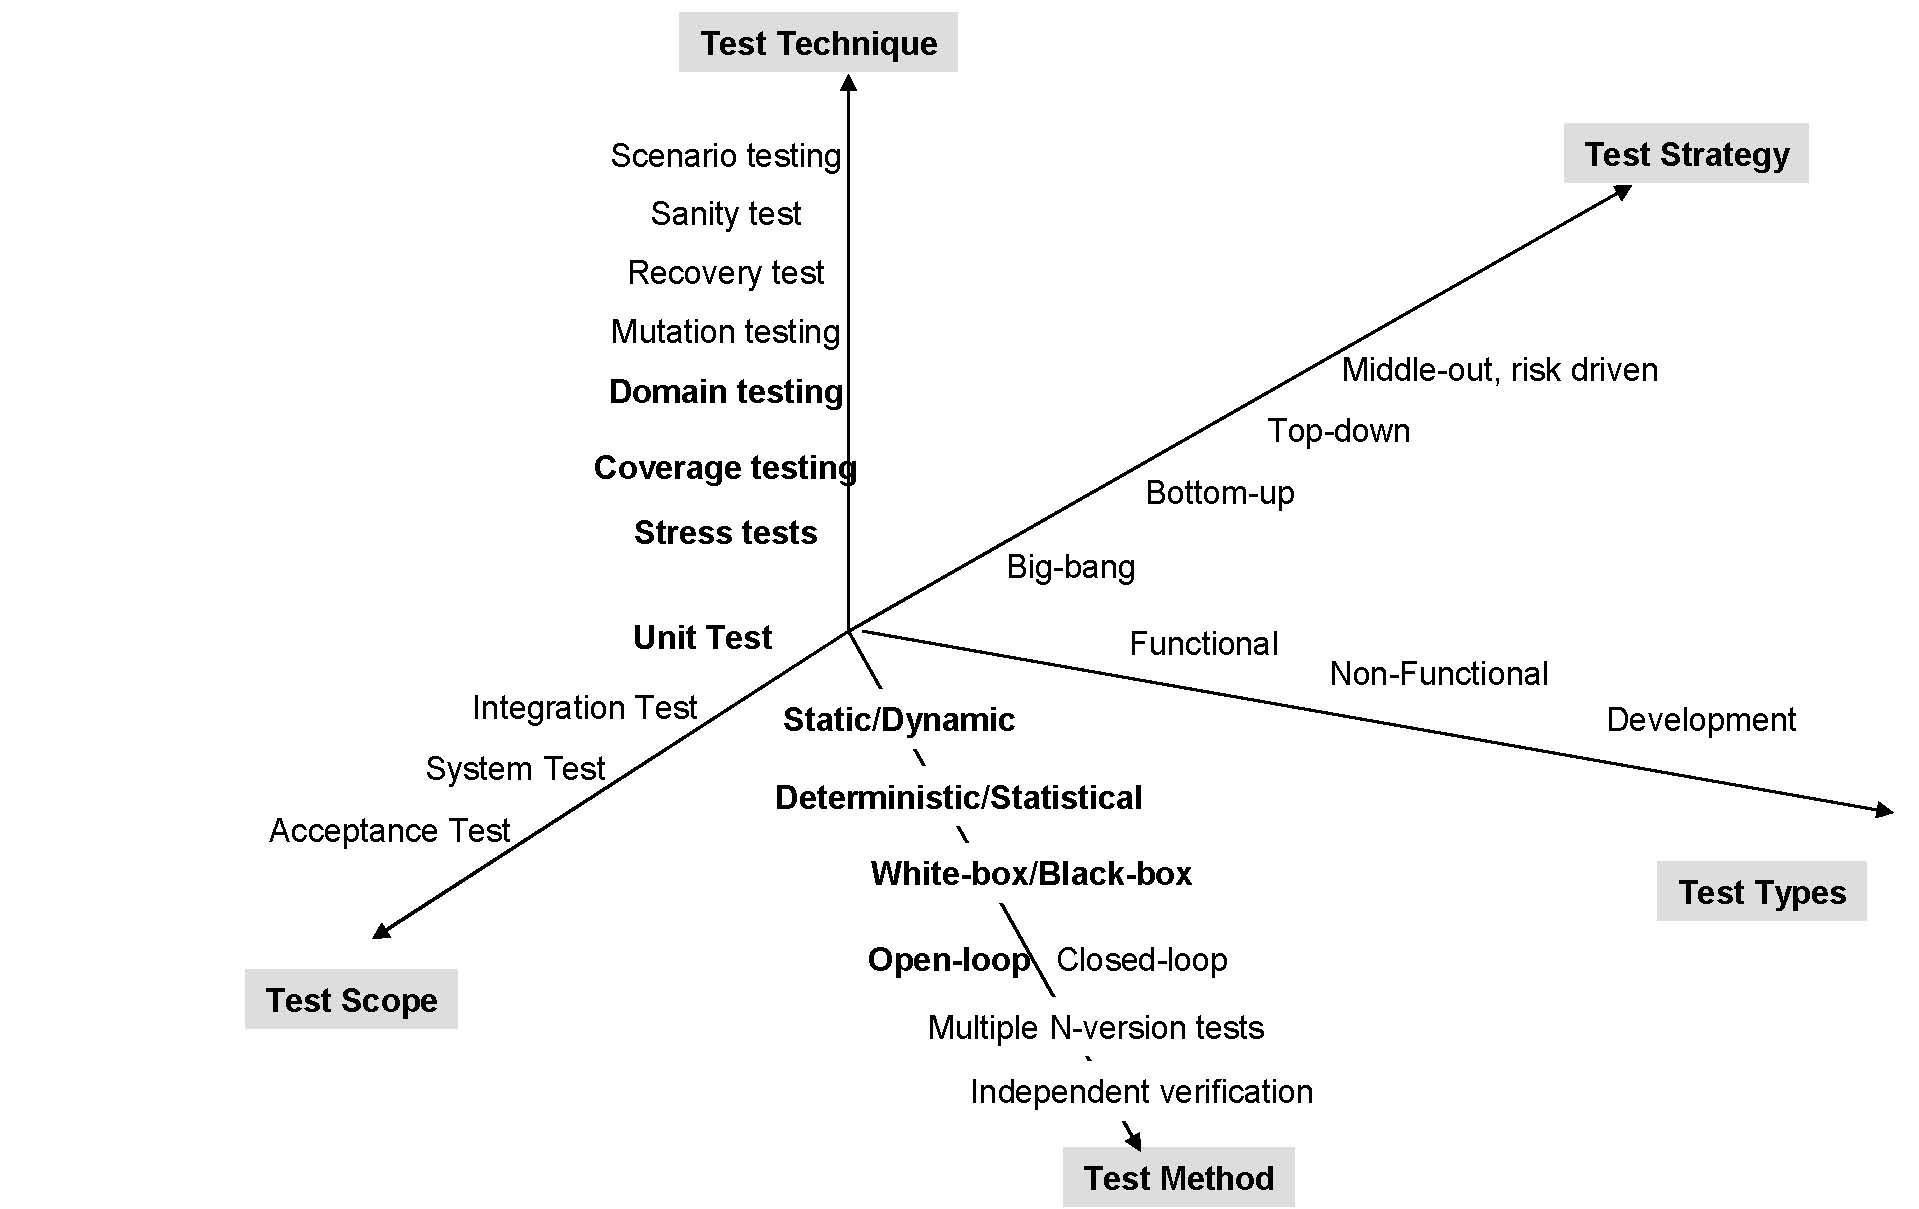 Test Technique
Scenario testing
Sanity test
Recovery test
Mutation testing
Domain testing
Coverage testing
Stress tests
Test Strategy
Middle-out, risk driven
Top-down
Bottom-up
Big-bang
Functional
Non-Functional
Development
Test Types
Unit Test
Integration Test
System Test
Acceptance Test
Test Scope
Static/Dynamic
Deterministic/Statistical
White-box/Black-box
Open-loop Closed-loop
Multiple N-version tests
Independent verification
Test Method